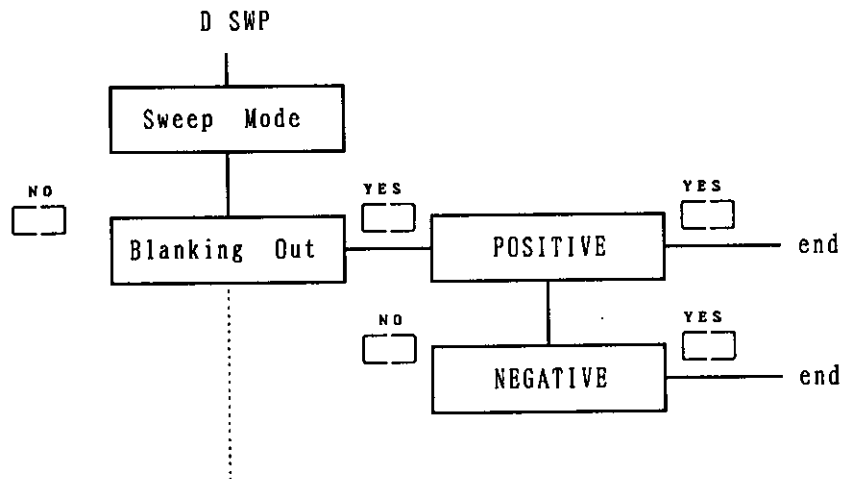 D SWP
Sweep Mode
NO
YES
YES
Blanking Out
POSITIVE
end
NO
YES
NEGATIVE
end